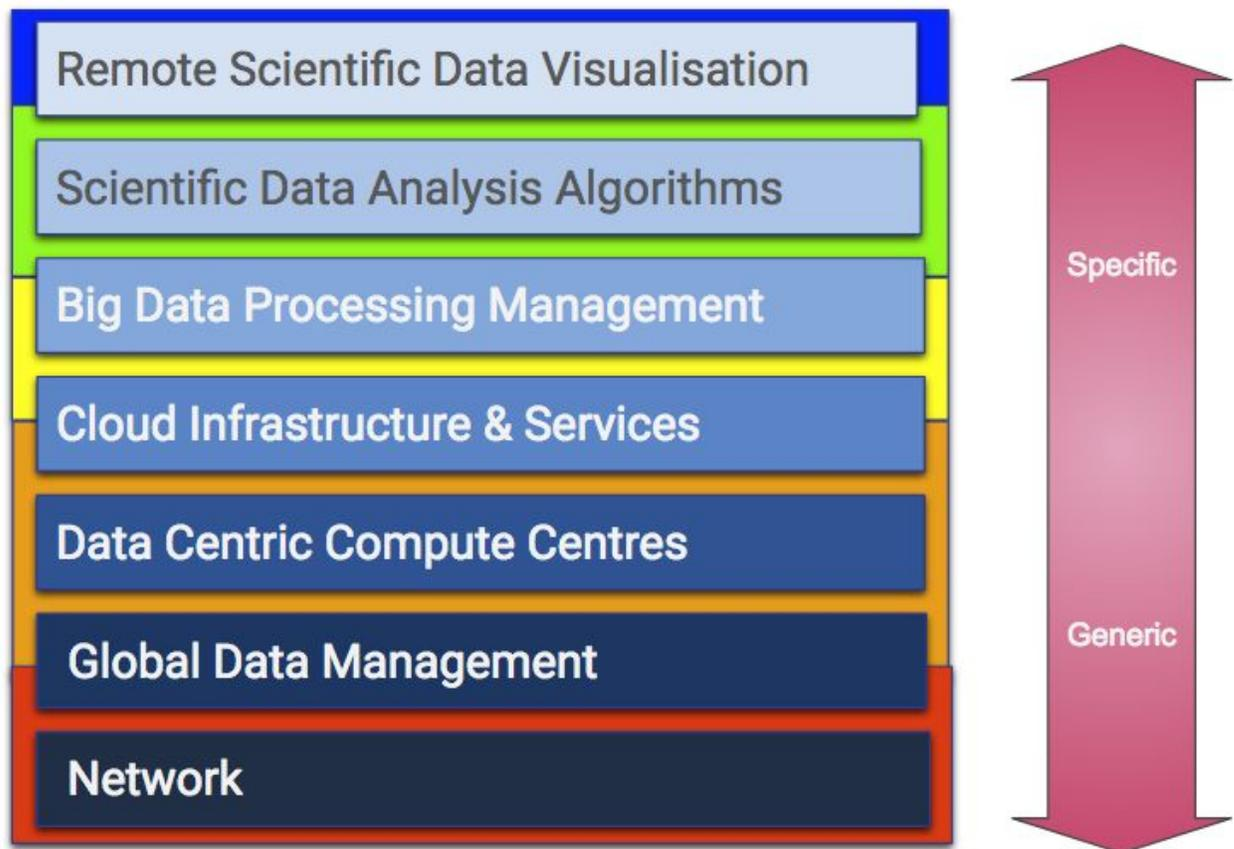 Remote Scientific Data Visualisation
Scientific Data Analysis Algorithms
Big Data Processing Management
Cloud Infrastructure & Services
Data Centric Compute Centres
Global Data Management
Network
Specific
Generic